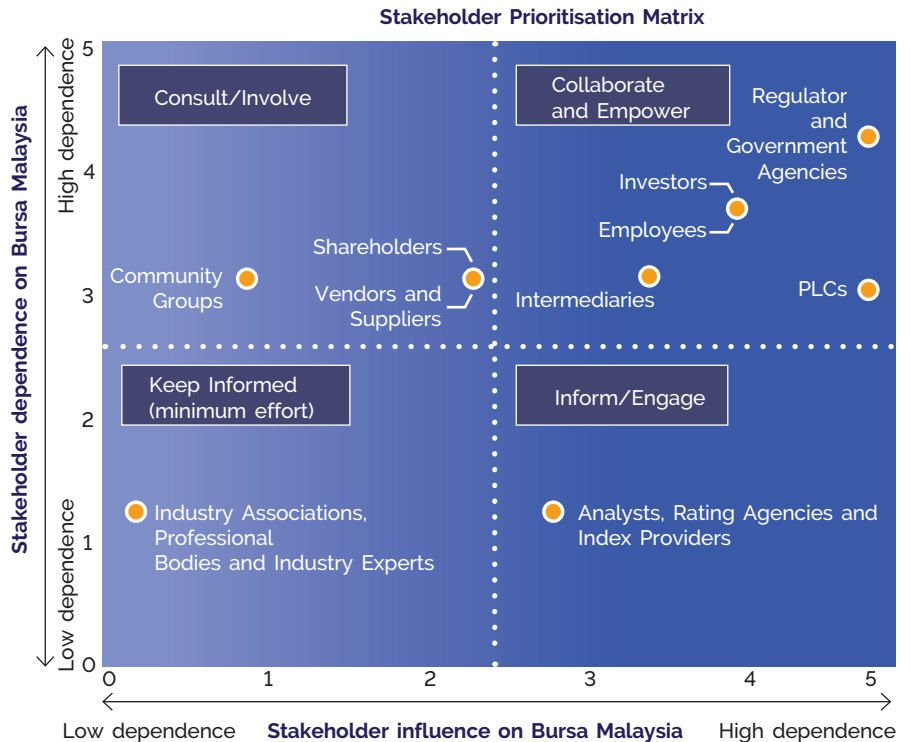 Stakeholder Prioritisation Matrix
Stakeholder dependence on Bursa Malaysia
High dependence
Low dependence
5
4
3
2
1
0
Consult/Involve
Collaborate
and Empower
Regulator
and
Government
Agencies
Investors
Employees
Shareholders
Vendors and
Suppliers
Community
Groups
Intermediaries
PLCs
Keep Informed
(minimum effort)
Inform/Engage
Industry Associations,
Professional
Bodies and Industry Experts
Analysts, Rating Agencies and
Index Providers
0
1
2
3
4
5
Low dependence
Stakeholder influence on Bursa Malaysia
High dependence